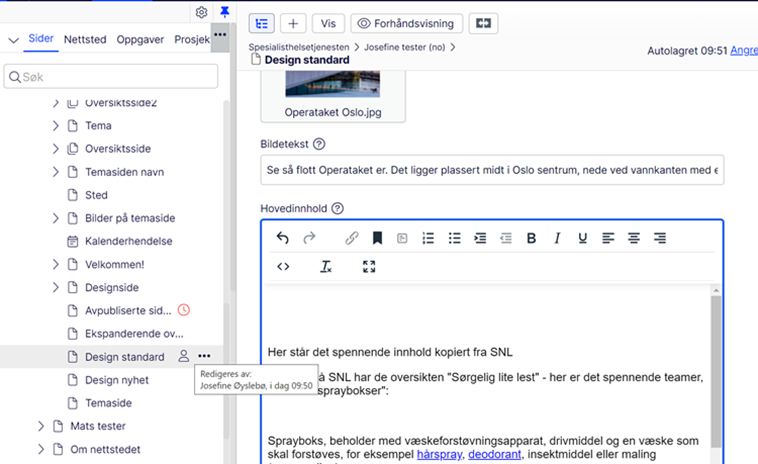 Sider Nettsted Oppgaver Prosjek
Søk
Oversiktsside2
Tema
Oversiktsside
Temasiden navn
Sted
Bilder på temaside
Kalenderhendelse
Velkommen!
Designside
Avpubliserte sid...
Ekspanderende ov...
Design standard
Design nyhet
Temaside
Mats tester
Om nettstedet
Redigeres av:
Josefine Øyslebø, i dag 09:50
Vis
Forhåndsvisning
Spesialisthelsetjenesten > Josefine tester (no) >
Design standard
Autolagret 09:51 Angre
Operataket Oslo.jpg
Bildetekst
Se så flott Operataket er. Det ligger plassert midt i Oslo sentrum, nede ved vannkanten med
Hovedinnhold
B I U
Her står det spennende innhold kopiert fra SNL
å SNL har de oversikten "Sørgelig lite lest" - her er det spennende teamer,
spraybokser":
Sprayboks, beholder med væskeforstøvningsapparat, drivmiddel og en væske som
skal forstøves, for eksempel hårspray, deodorant, insektmiddel eller maling